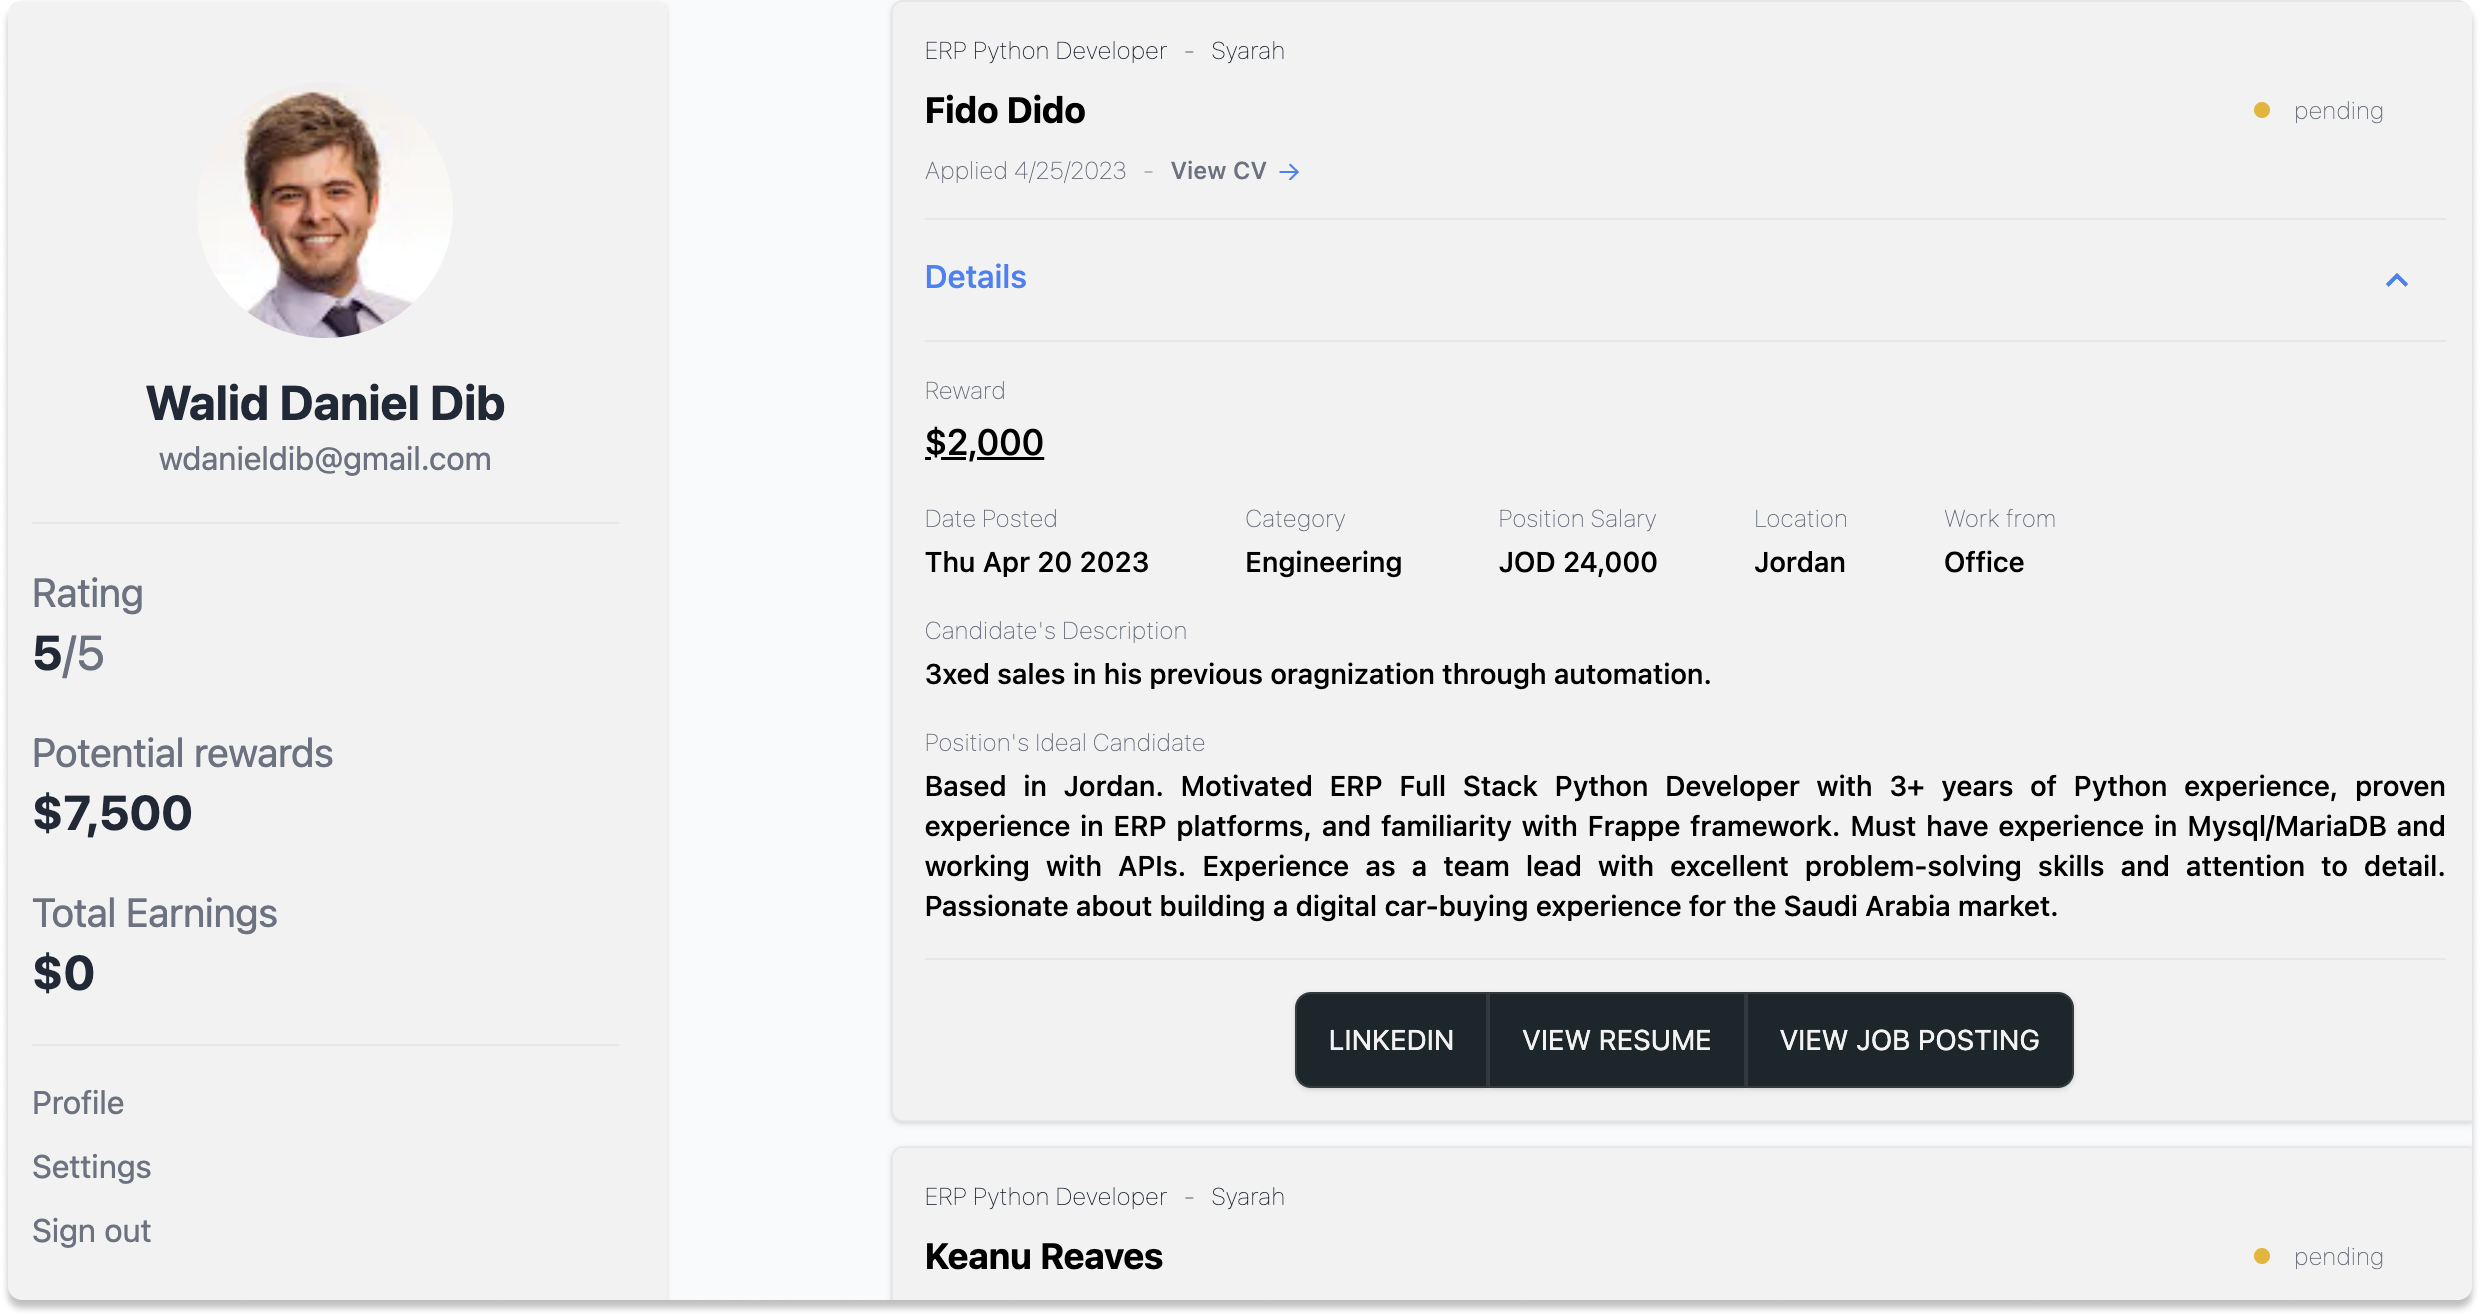 Walid Daniel Dib
wdanieldib@gmail.com
Rating
5/5
Potential rewards
$7,500
Total Earnings
$0
Profile
Settings
Sign out
ERP Python Developer - Syarah
Fido Dido
pending
Applied 4/25/2023 - View CV →
Details
Reward
$2,000
Date Posted Category Position Salary Location Work from
Thu Apr 20 2023 Engineering JOD 24,000 Jordan Office
Candidate's Description
3xed sales in his previous oragnization through automation.
Position's Ideal Candidate
Based in Jordan. Motivated ERP Full Stack Python Developer with 3+ years of Python experience, proven
experience in ERP platforms, and familiarity with Frappe framework. Must have experience in Mysql/MariaDB and
working with APIs. Experience as a team lead with excellent problem-solving skills and attention to detail.
Passionate about building a digital car-buying experience for the Saudi Arabia market.
LINKEDIN VIEW RESUME VIEW JOB POSTING
ERP Python Developer - Syarah
Keanu Reaves
pending